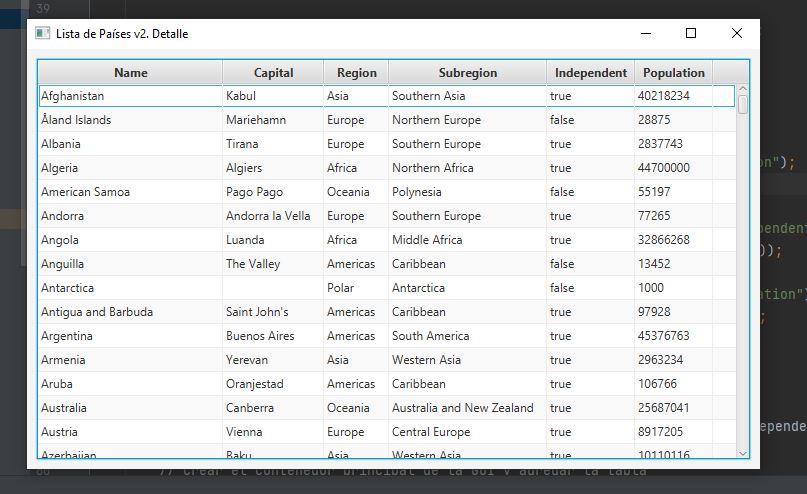 39
Lista de Países v2. Detalle
Name Capital Region Subregion Independent Population
Afghanistan Kabul Asia Southern Asia true 40218234
Åland Islands Mariehamn Europe Northern Europe false 28875
Albania Tirana Europe Southern Europe true 2837743
Algeria Algiers Africa Northern Africa true 44700000
American Samoa Pago Pago Oceania Polynesia false 55197
Andorra Andorra la Vella Europe Southern Europe true 77265
Angola Luanda Africa Middle Africa true 32866268
Anguilla The Valley Americas Caribbean false 13452
Antarctica Polar Antarctica false 1000
Antigua and Barbuda Saint John's Americas Caribbean true 97928
Argentina Buenos Aires Americas South America true 45376763
Armenia Yerevan Asia Western Asia true 2963234
Aruba Oranjestad Americas Caribbean true 106766
Australia Canberra Oceania Australia and New Zealand true 25687041
Austria Vienna Europe Central Europe true 8917205
Azerbaijan Baku Asia Western Asia true 10110116
on");
pendent
));
ation")
;
epende
// Crear el contenedor principal de la GUI y agregar la tabla